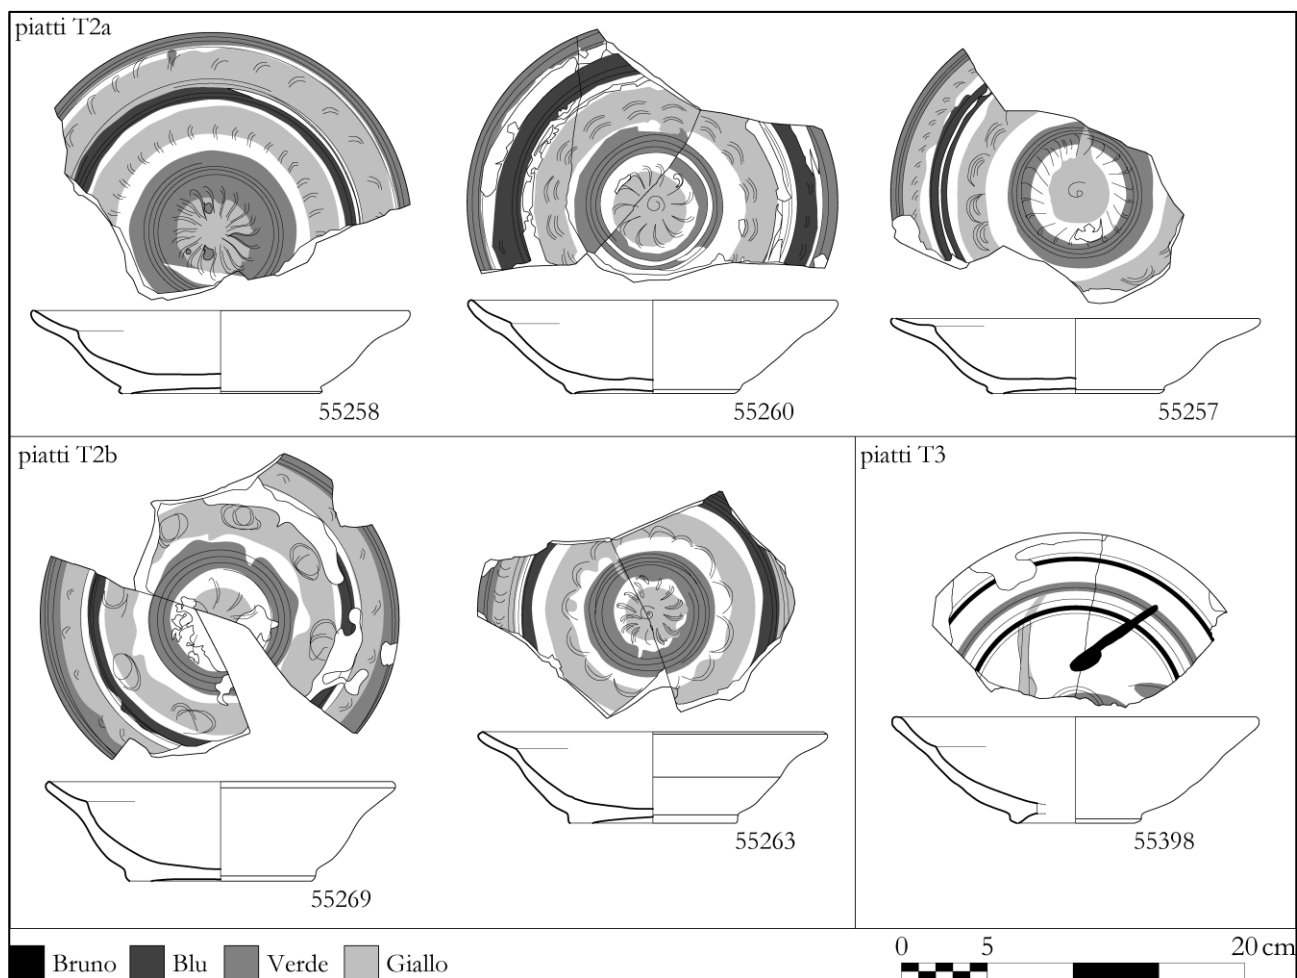 piatti T2a
55258
55260
55257
piatti T2b
piatti T3
55269
55263
55398
Bruno
Blu
Verde
Giallo
0 5 20 cm